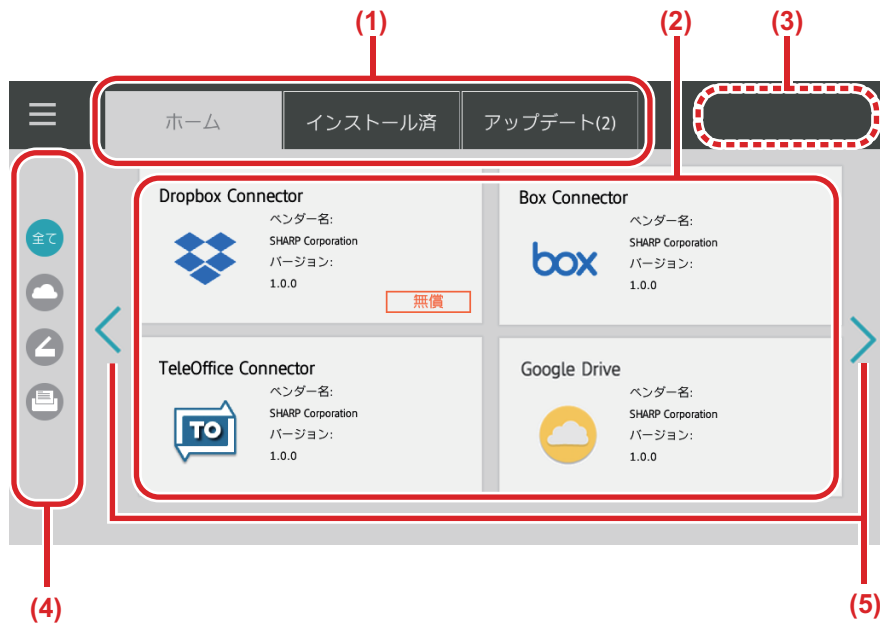 (1)
(2)
(3)
ホーム
インストール済
アップデート(2)
全て
Dropbox Connector
ベンダー名:
SHARP Corporation
バージョン:
1.0.0
無償
Box Connector
box
ベンダー名:
SHARP Corporation
バージョン:
1.0.0
TeleOffice Connector
TO
ベンダー名:
SHARP Corporation
バージョン:
1.0.0
Google Drive
ベンダー名:
SHARP Corporation
バージョン:
1.0.0
(4)
(5)